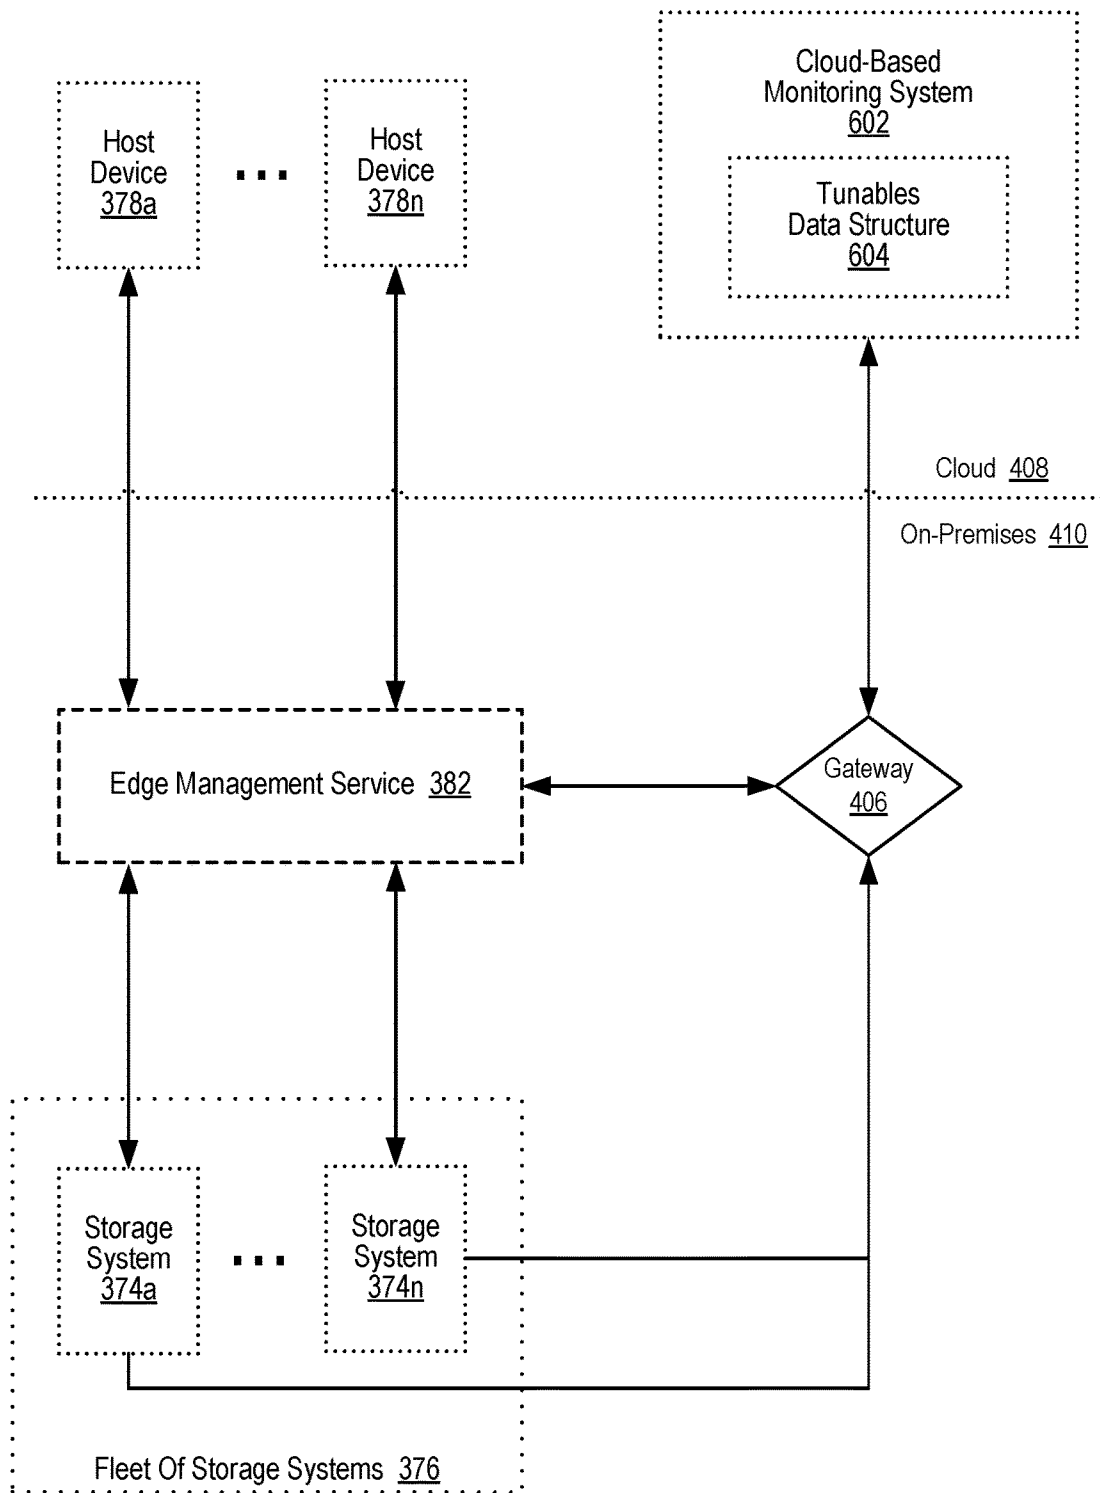 Cloud-Based
Monitoring System
602
Tunables
Data Structure
604
Host
Device
378a
Host
Device
378n
Cloud 408
On-Premises 410
Edge Management Service 382
Gateway
406
Storage
System
374a
Storage
System
374n
Fleet Of Storage Systems 376